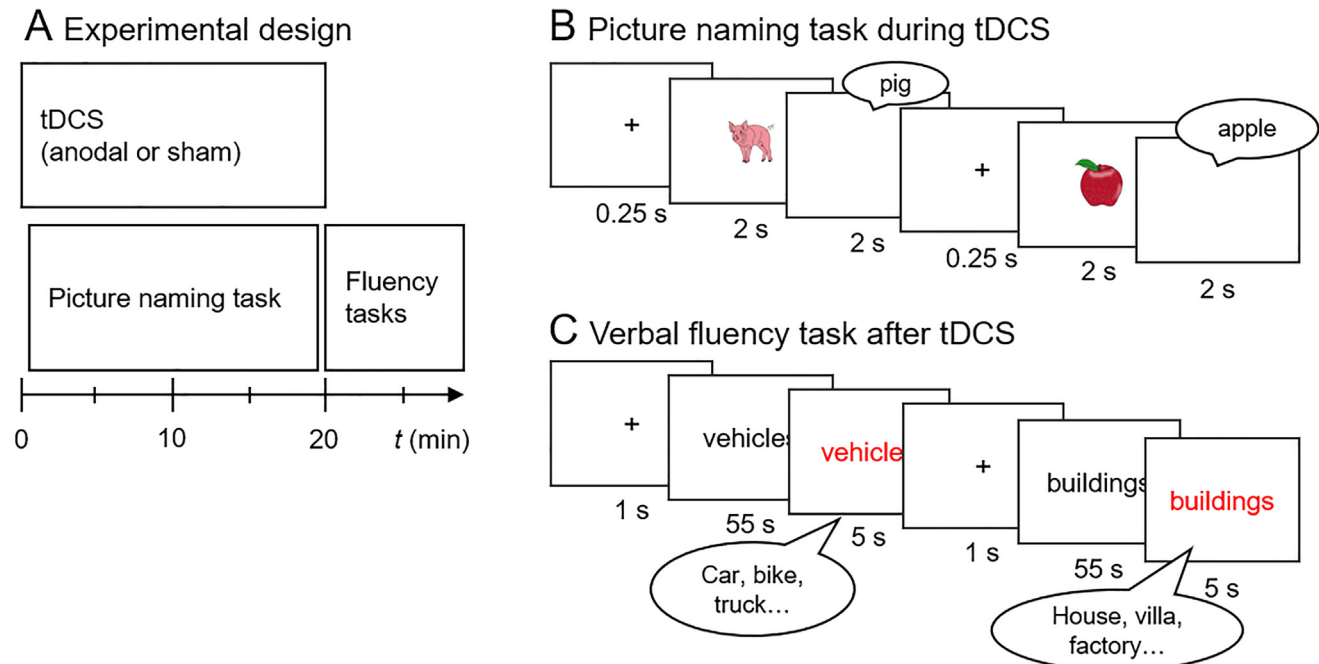 A Experimental design
tDCS
(anodal or sham)
Picture naming task
Fluency
tasks
0
10
20
t (min)
B Picture naming task during tDCS
+
pig
+
apple
0.25 s
2 s
2 s
0.25 s
2 s
2 s
C Verbal fluency task after tDCS
+
vehicles
vehicle
+
buildings
buildings
1 s
55 s
5 s
1 s
55 s
5 s
Car, bike,
truck…
House, villa,
factory…